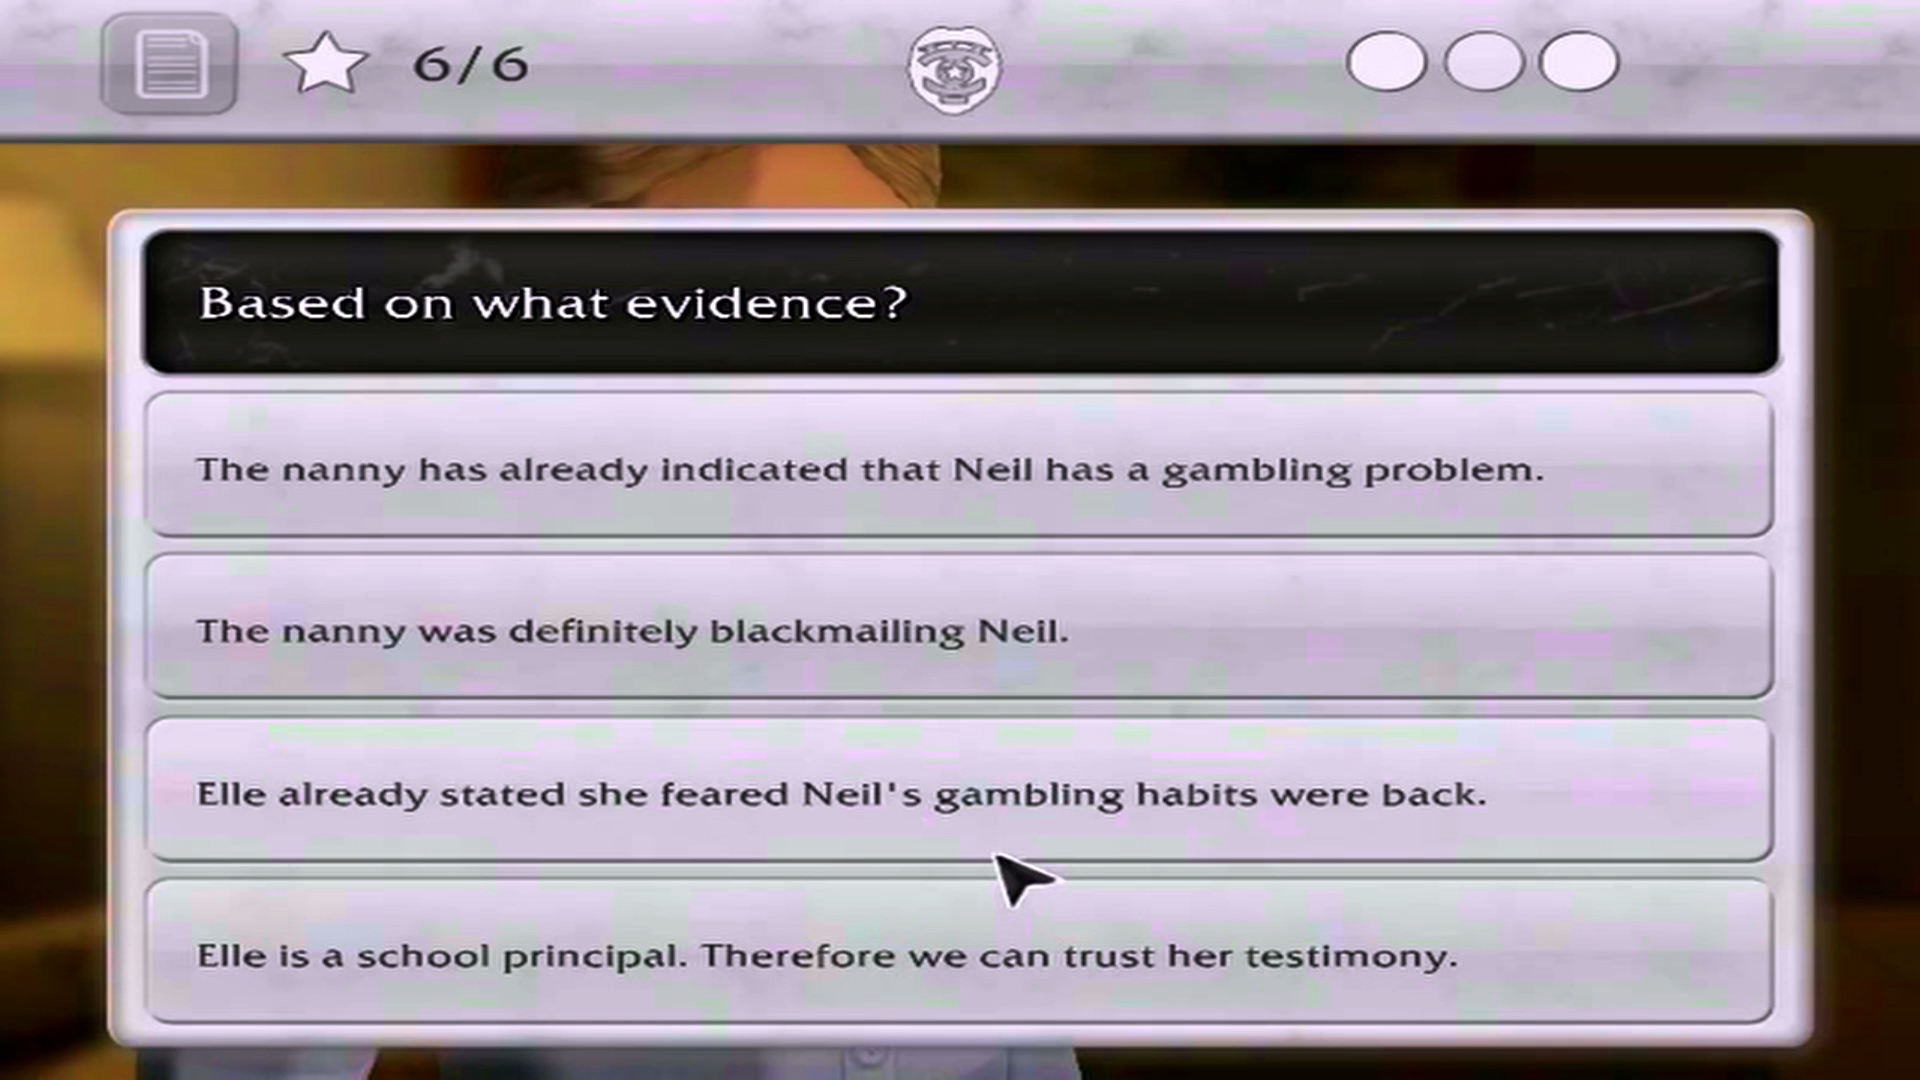 6/6
Based on what evidence?
The nanny has already indicated that Neil has a gambling problem.
The nanny was definitely blackmailing Neil.
Elle already stated she feared Neil's gambling habits were back.
Elle is a school principal. Therefore we can trust her testimony.